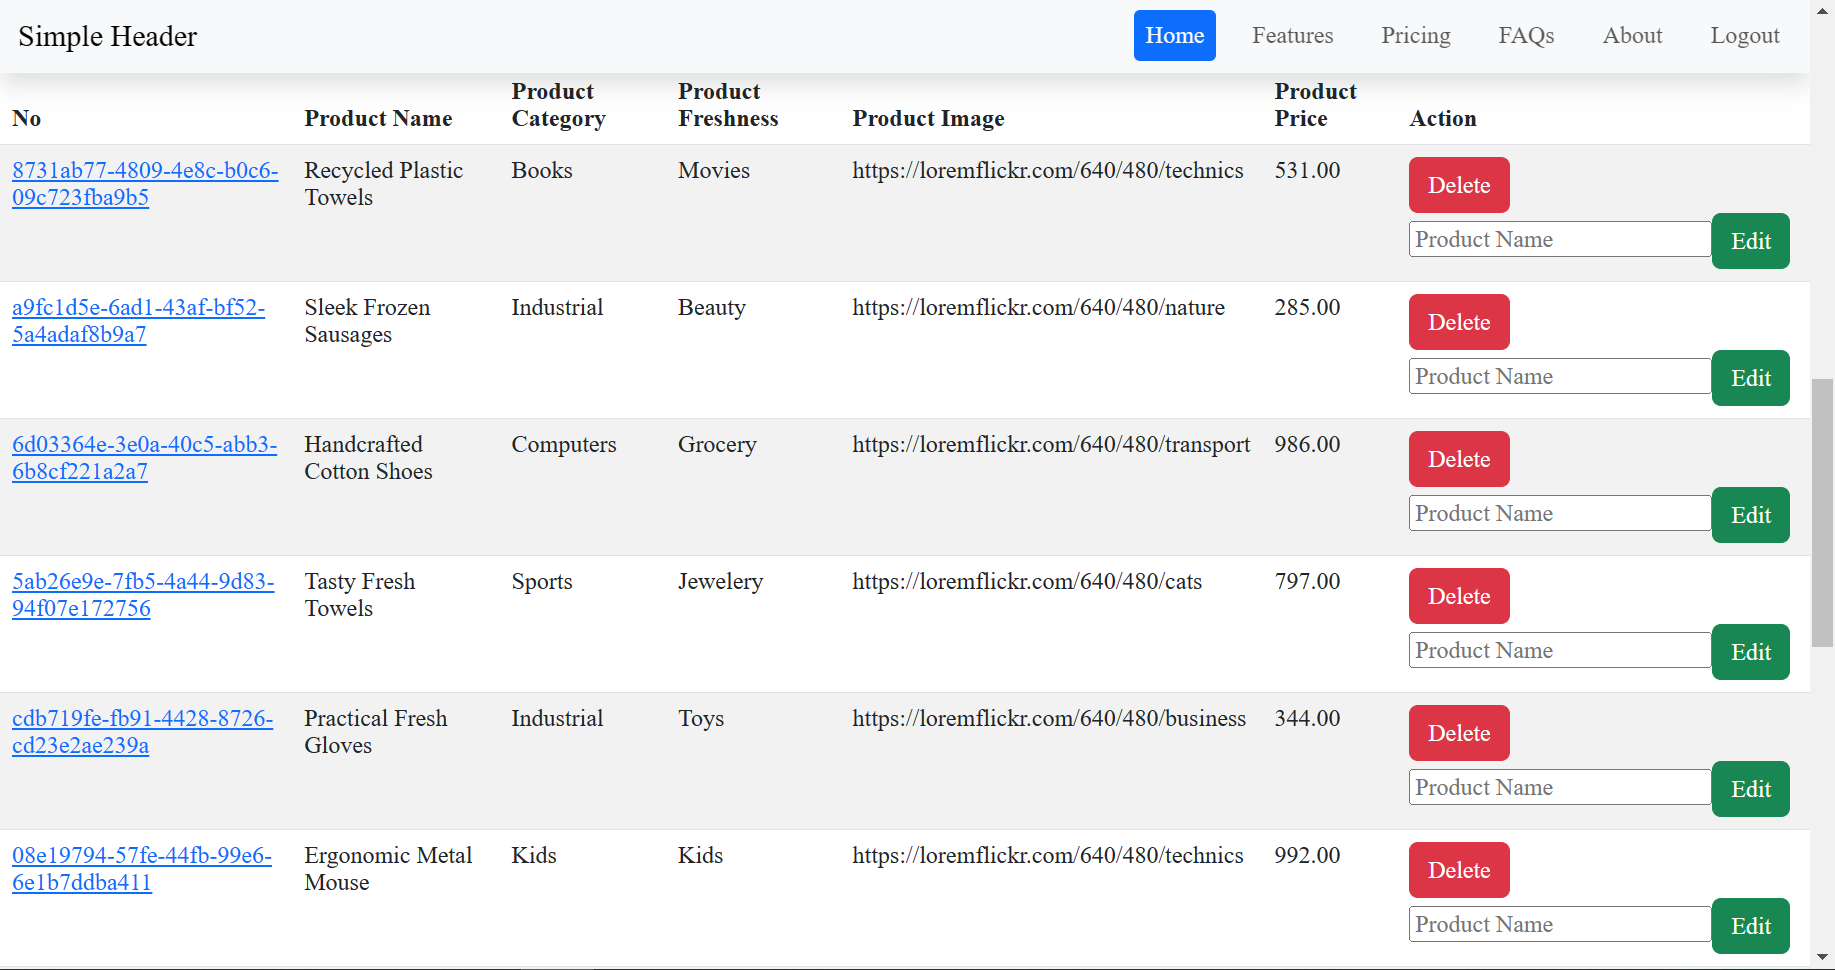 Simple Header
Home Features Pricing FAQs About Logout
No Product Name Product Category Product Freshness Product Image Product Price Action
8731ab77-4809-4e8c-b0c6- Recycled Plastic Books Movies https://loremflickr.com/640/480/technics 531.00 Delete
09c723fba9b5 Towels
Product Name Edit
a9fc1d5e-6ad1-43af-bf52- Sleek Frozen Industrial Beauty https://loremflickr.com/640/480/nature 285.00 Delete
5a4adaf8b9a7 Sausages
Product Name Edit
6d03364e-3e0a-40c5-abb3- Handcrafted Computers Grocery https://loremflickr.com/640/480/transport 986.00 Delete
6b8cf221a2a7 Cotton Shoes
Product Name Edit
5ab26e9e-7fb5-4a44-9d83- Tasty Fresh Sports Jewelery https://loremflickr.com/640/480/cats 797.00 Delete
94f07e172756 Towels
Product Name Edit
cdb719fe-fb91-4428-8726- Practical Fresh Industrial Toys https://loremflickr.com/640/480/business 344.00 Delete
cd23e2ae239a Gloves
Product Name Edit
08e19794-57fe-44fb-99e6- Ergonomic Metal Kids Kids https://loremflickr.com/640/480/technics 992.00 Delete
6e1b7ddba411 Mouse
Product Name Edit